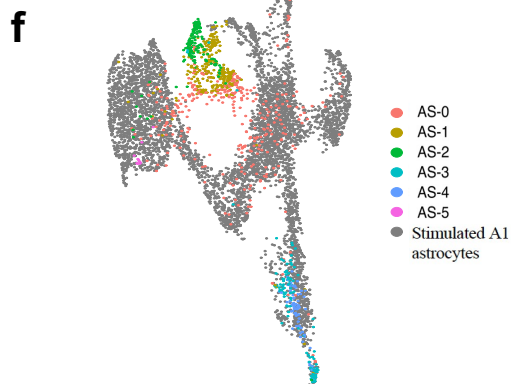 f
AS-0
AS-1
AS-2
AS-3
AS-4
AS-5
Stimulated A1
astrocytes